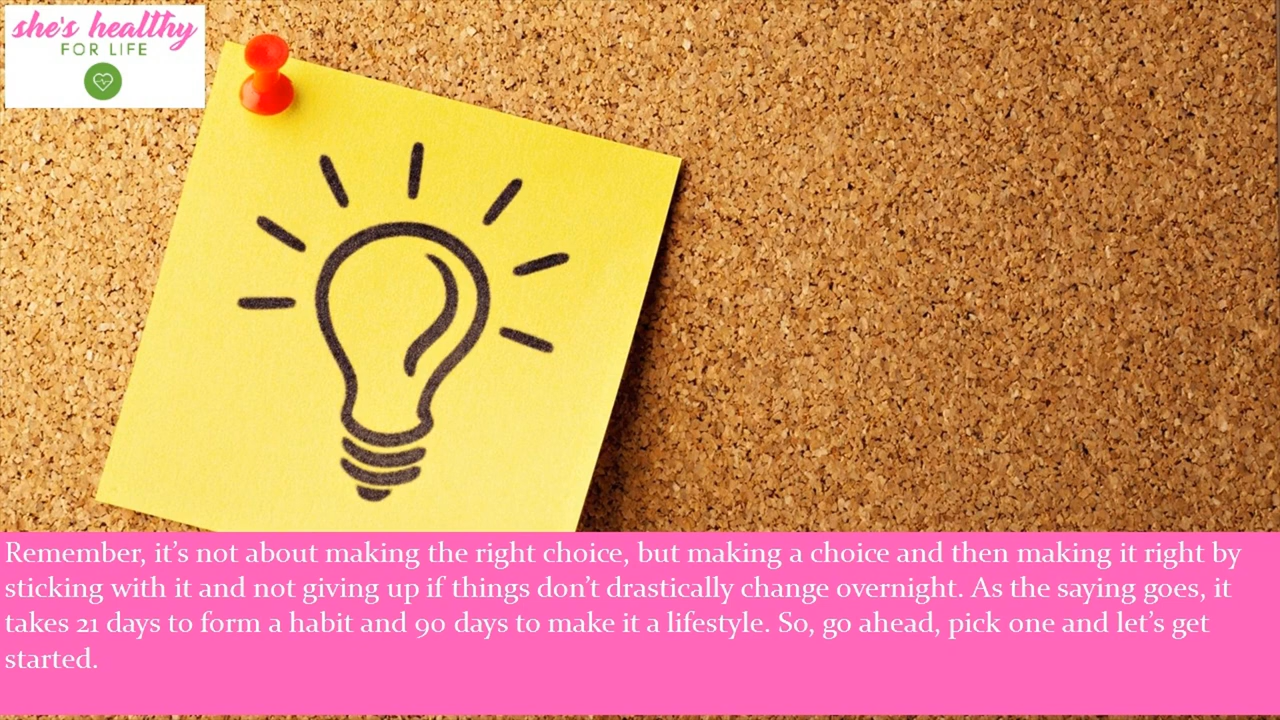 she's healthy
FOR LIFE
Remember, it’s not about making the right choice, but making a choice and then making it right by
sticking with it and not giving up if things don’t drastically change overnight. As the saying goes, it
takes 21 days to form a habit and 90 days to make it a lifestyle. So, go ahead, pick one and let’s get
started.